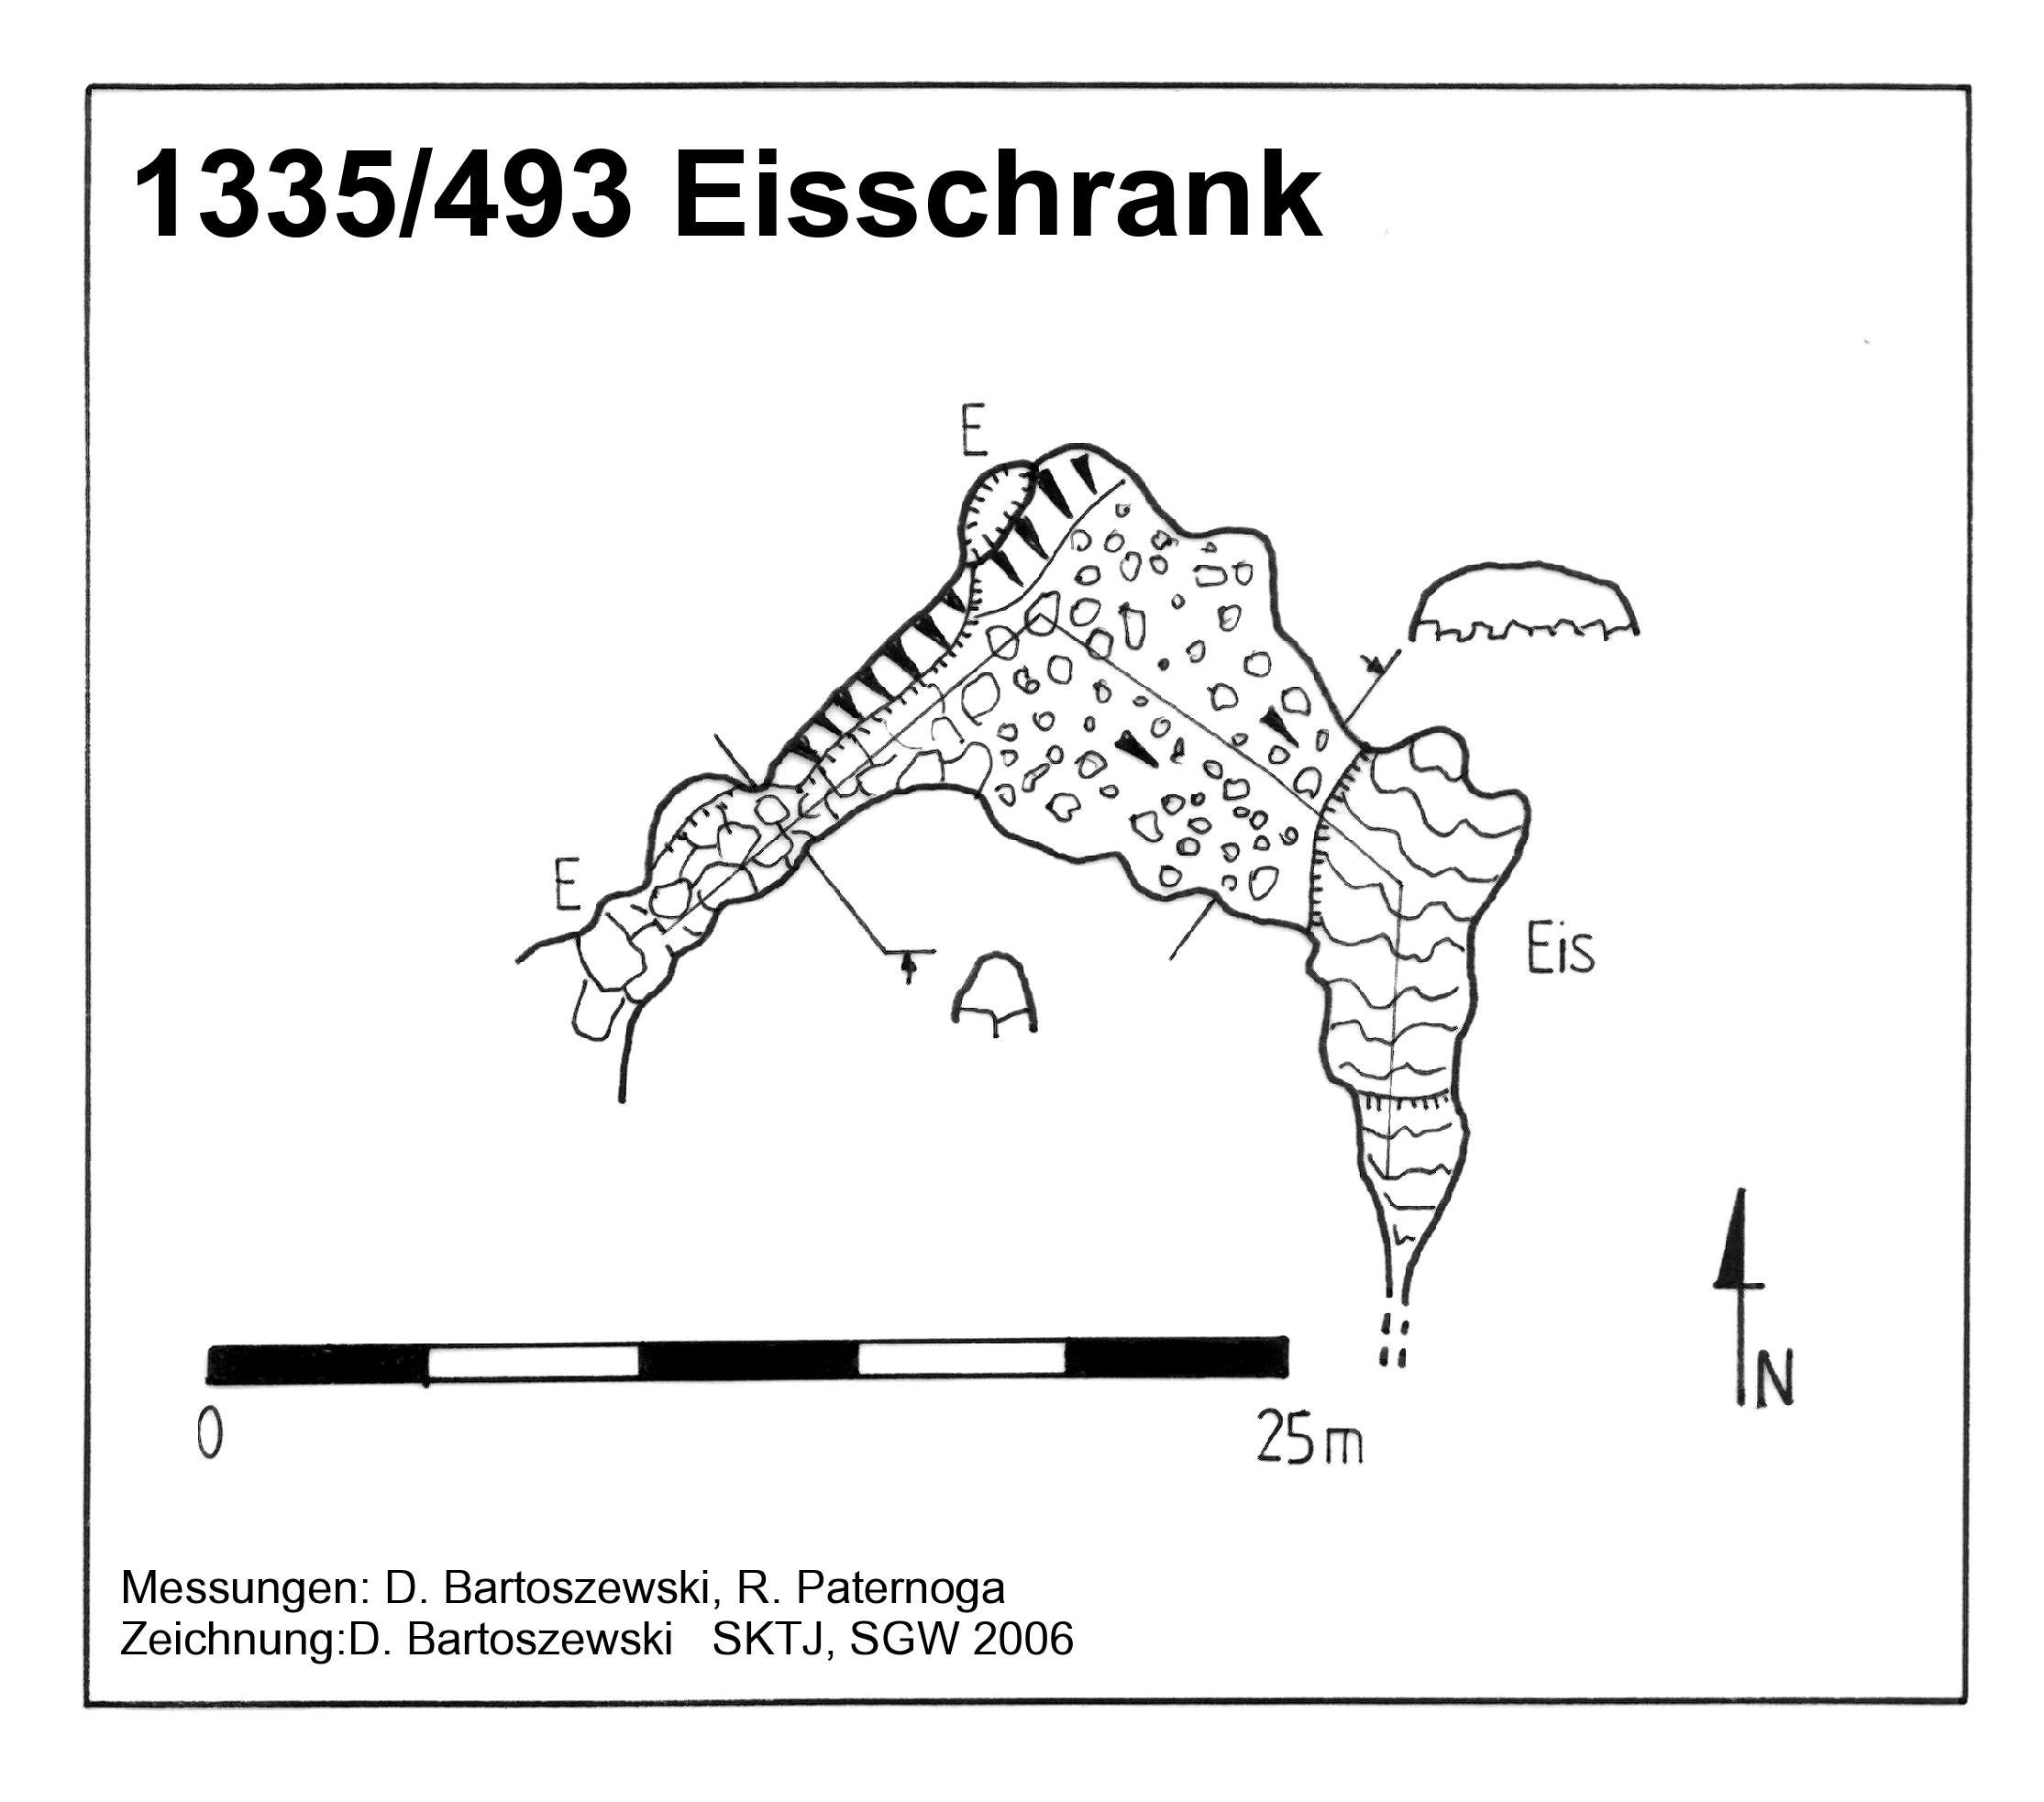 1335/493 Eisschrank
E
E
Eis
N
0
25m
Messungen: D. Bartoszewski, R. Paternoga
Zeichnung:D. Bartoszewski SKTJ, SGW 2006